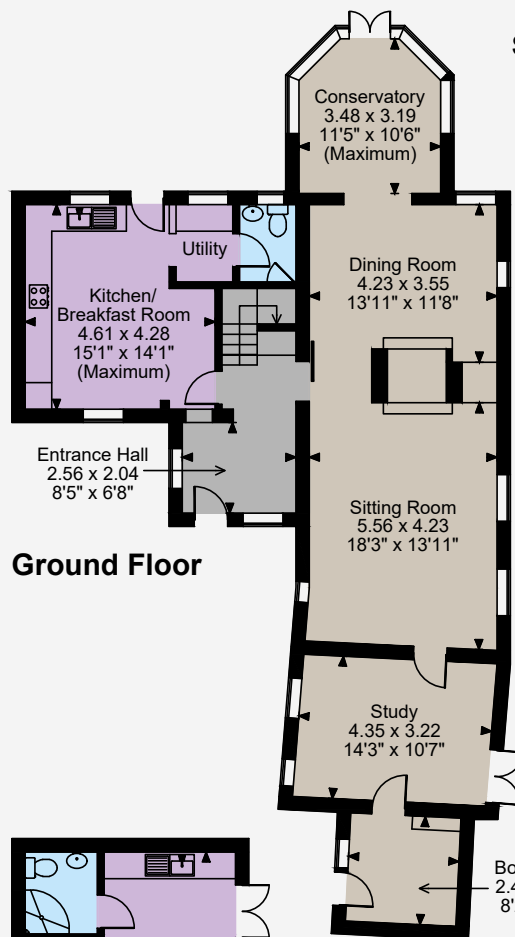 Conservatory
3.48 x 3.19
11'5" x 10'6"
(Maximum)
Utility
Dining Room
4.23 x 3.55
13'11" x 11'8"
Kitchen/
Breakfast Room
4.61 x 4.28
15'1" x 14'1"
(Maximum)
Entrance Hall
2.56 x 2.04
8'5" x 6'8"
Sitting Room
5.56 x 4.23
18'3" x 13'11"
Ground Floor
Study
4.35 x 3.22
14'3" x 10'7"